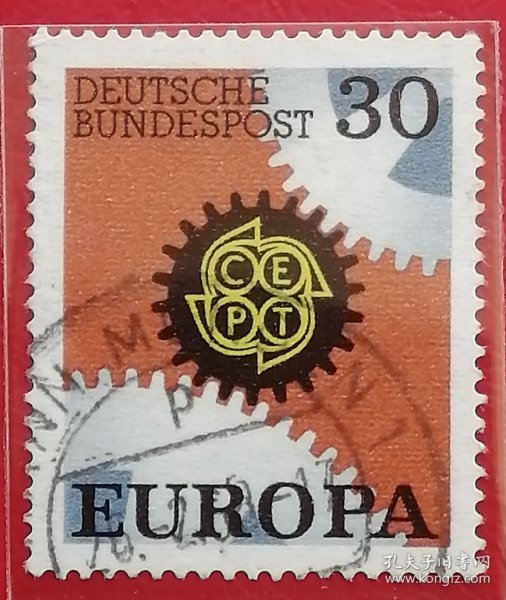 DEUTSCHE
BUNDESPOST
30
C E
P T
EUROPA
孔夫子旧书网
www.kongfz.com